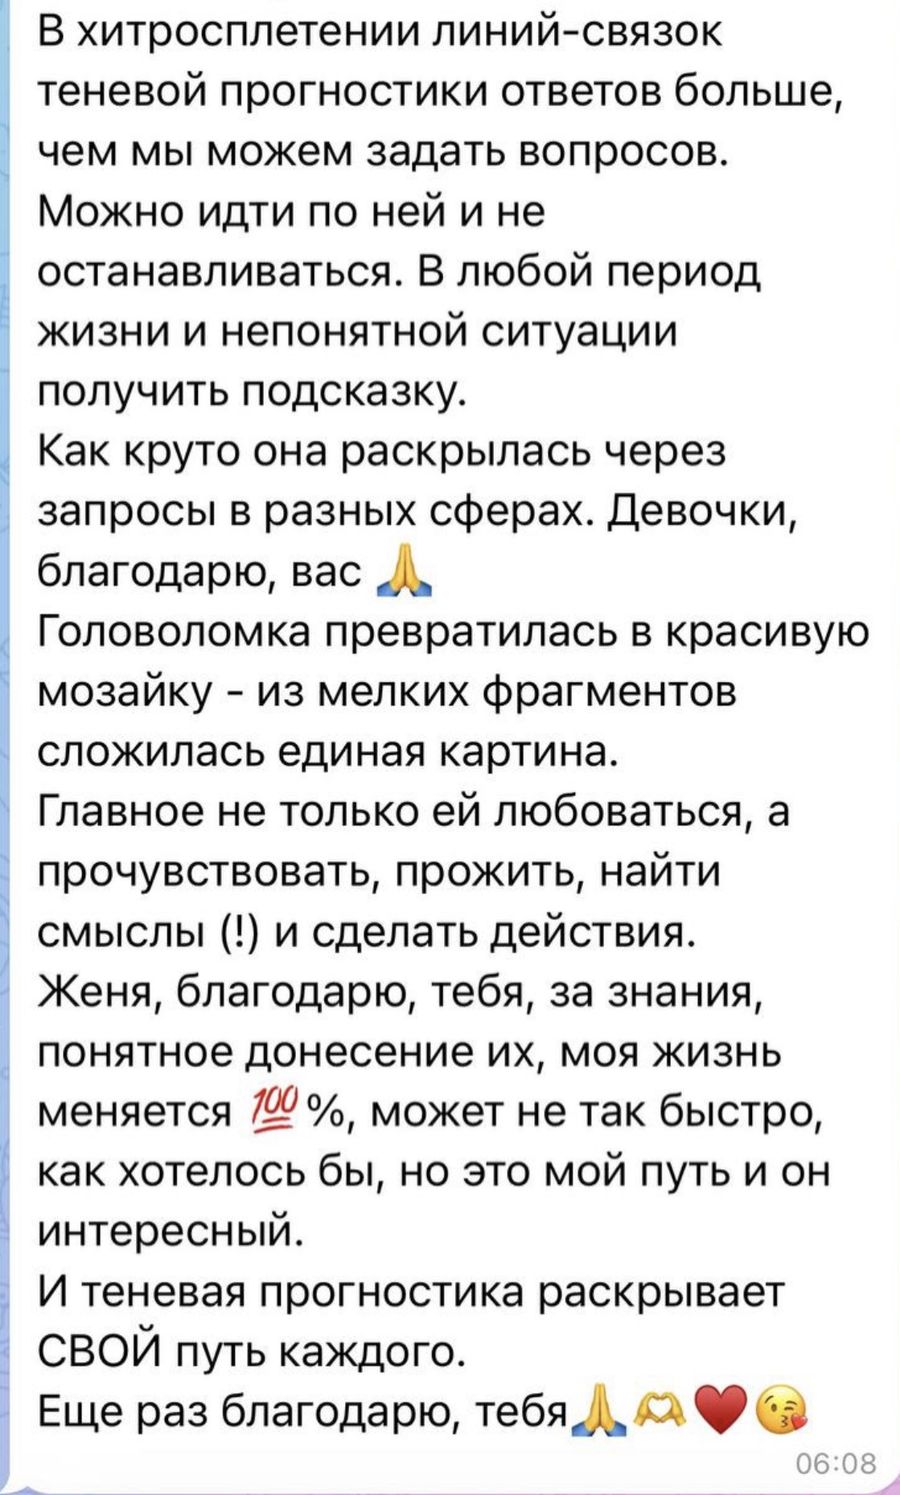 В хитросплетении линий-связок
теневой прогностики ответов больше,
чем мы можем задать вопросов.
Можно идти по ней и не
останавливаться. В любой период
жизни и непонятной ситуации
получить подсказку.
Как круто она раскрылась через
запросы в разных сферах. Девочки,
благодарю, вас 🙏
Головоломка превратилась в красивую
мозайку - из мелких фрагментов
сложилась единая картина.
Главное не только ей любоваться, а
прочувствовать, прожить, найти
смыслы (!) и сделать действия.
Женя, благодарю, тебя, за знания,
понятное донесение их, моя жизнь
меняется 💯%, может не так быстро,
как хотелось бы, но это мой путь и он
интересный.
И теневая прогностика раскрывает
СВОЙ путь каждого.
Еще раз благодарю, тебя🙏🫶♥️😘
06:08